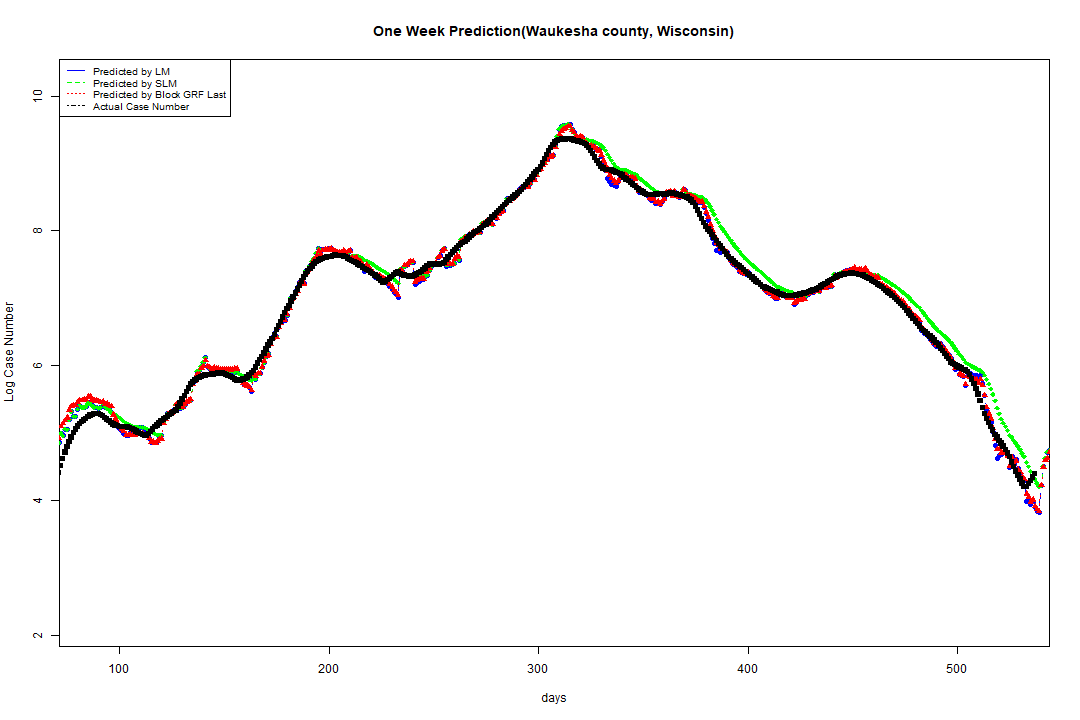 One Week Prediction(Waukesha county, Wisconsin)
Predicted by LM
Predicted by SLM
Predicted by Block GRF Last
Actual Case Number
10
8
6
4
2
Log Case Number
100 200 300 400 500
days